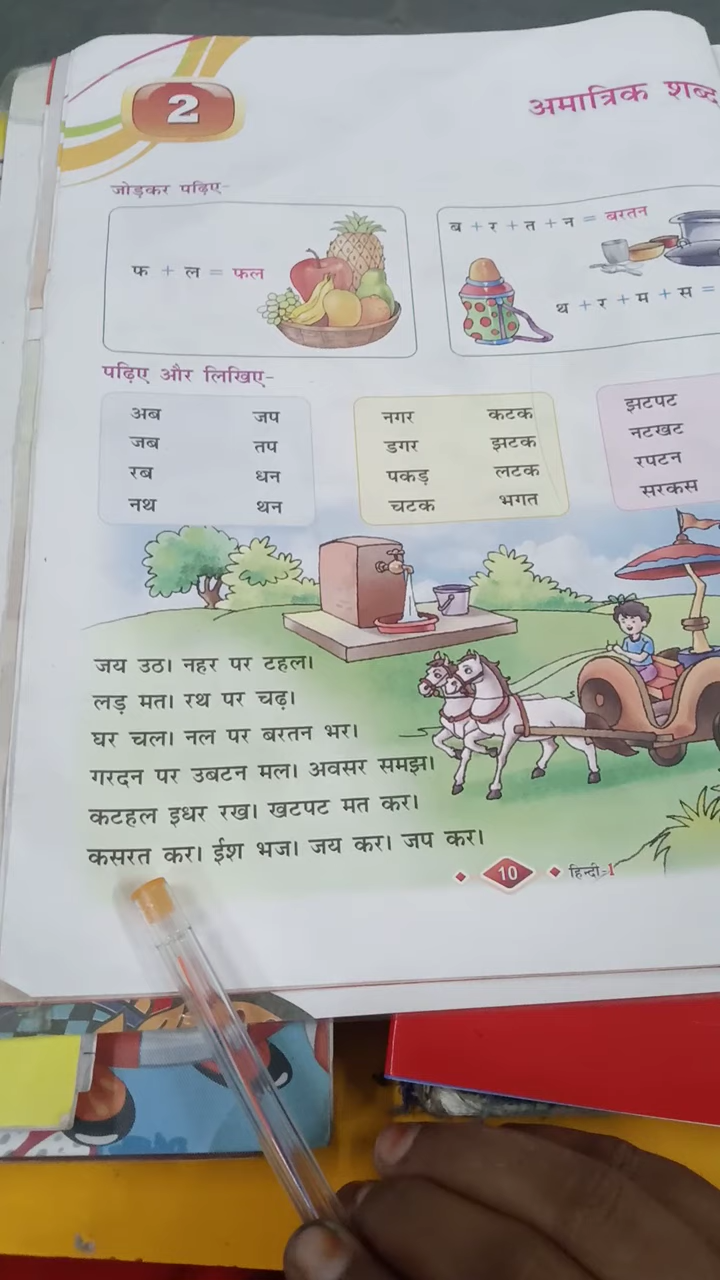 2
अमात्रिक शब्द
जोड़कर पढ़िए-
फ + ल = फल
ब + र + त + न = बरतन
थ + र + म + स =
पढ़िए और लिखिए-
अब जप
जब तप
रब धन
नथ थन
नगर कटक
डगर झटक
पकड़ लटक
चटक भगत
झटपट
नटखट
रपटन
सरकस
जय उठ। नहर पर टहल।
लड़ मत। रथ पर चढ़।
घर चल। नल पर बरतन भर।
गरदन पर उबटन मल। अवसर समझ।
कटहल इधर रख। खटपट मत कर।
कसरत कर। ईश भज। जय कर। जप कर।
10 हिन्दी-1